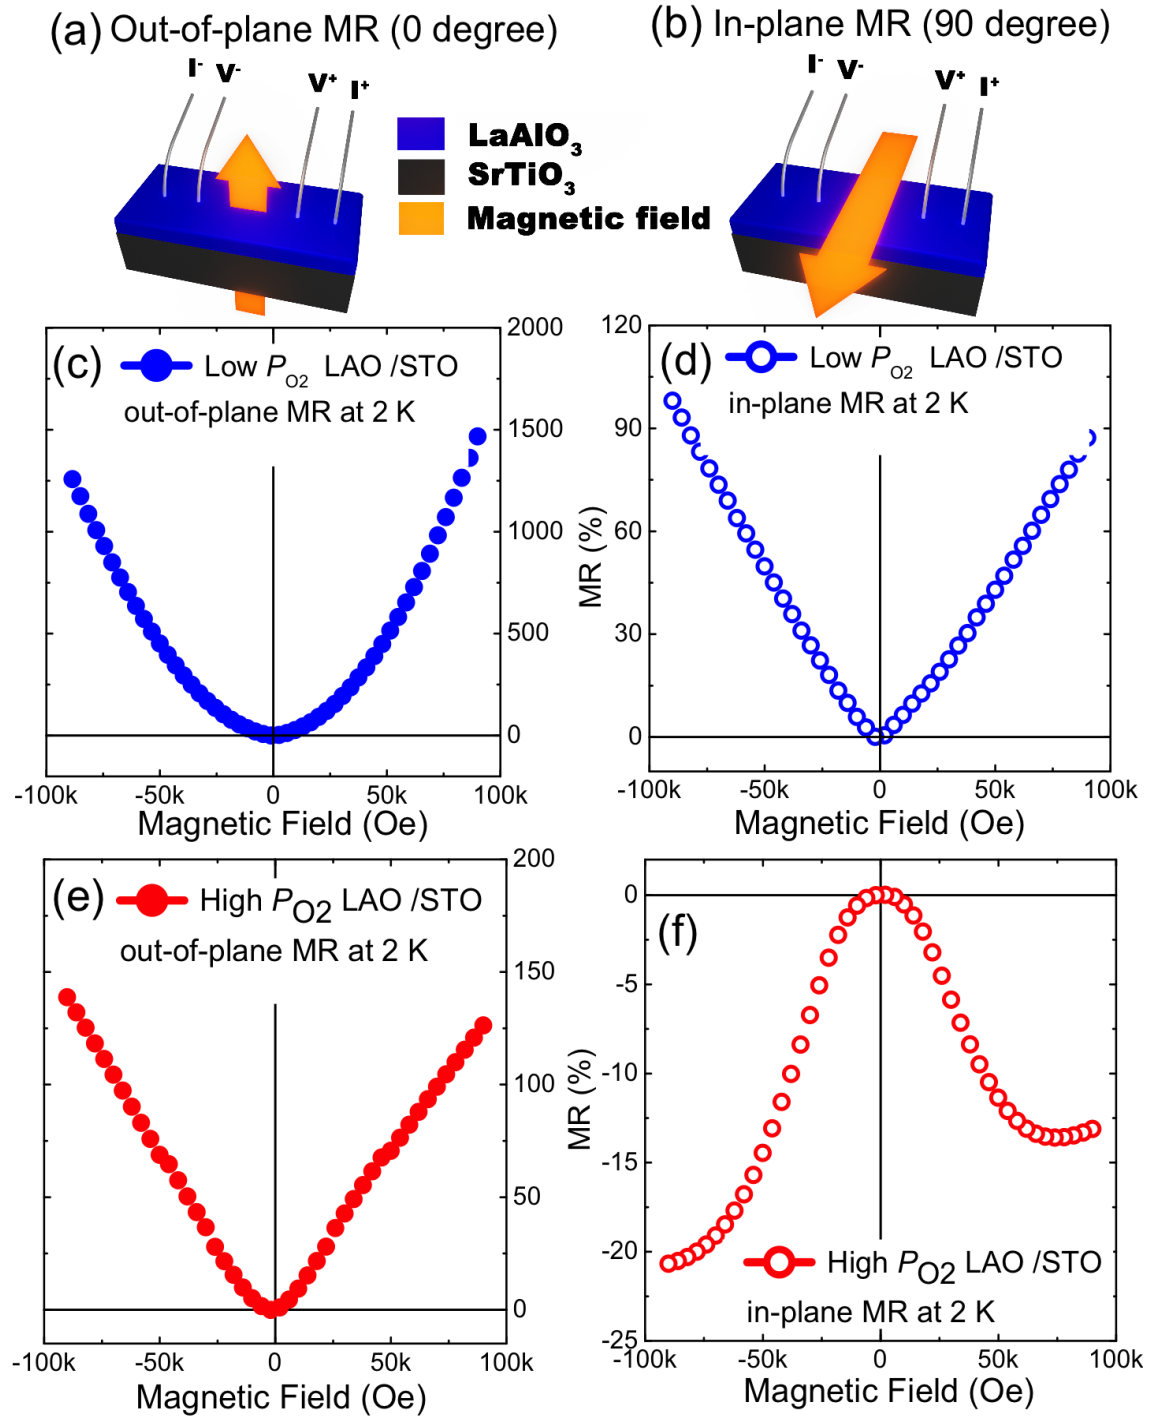 (a) Out-of-plane MR (0 degree)
(b) In-plane MR (90 degree)
I- V- V+ I+
LaAlO3
SrTiO3
Magnetic field
I- V- V+ I+
(c) Low PO2 LAO /STO
out-of-plane MR at 2 K
2000
1500
1000
500
0
-100k -50k 0 50k 100k
Magnetic Field (Oe)
(d) Low PO2 LAO /STO
in-plane MR at 2 K
120
90
60
30
0
MR (%)
-100k -50k 0 50k 100k
Magnetic Field (Oe)
(e) High PO2 LAO /STO
out-of-plane MR at 2 K
200
150
100
50
0
-100k -50k 0 50k 100k
Magnetic Field (Oe)
(f)
0
-5
-10
-15
-20
-25
MR (%)
High PO2 LAO /STO
in-plane MR at 2 K
-100k -50k 0 50k 100k
Magnetic Field (Oe)